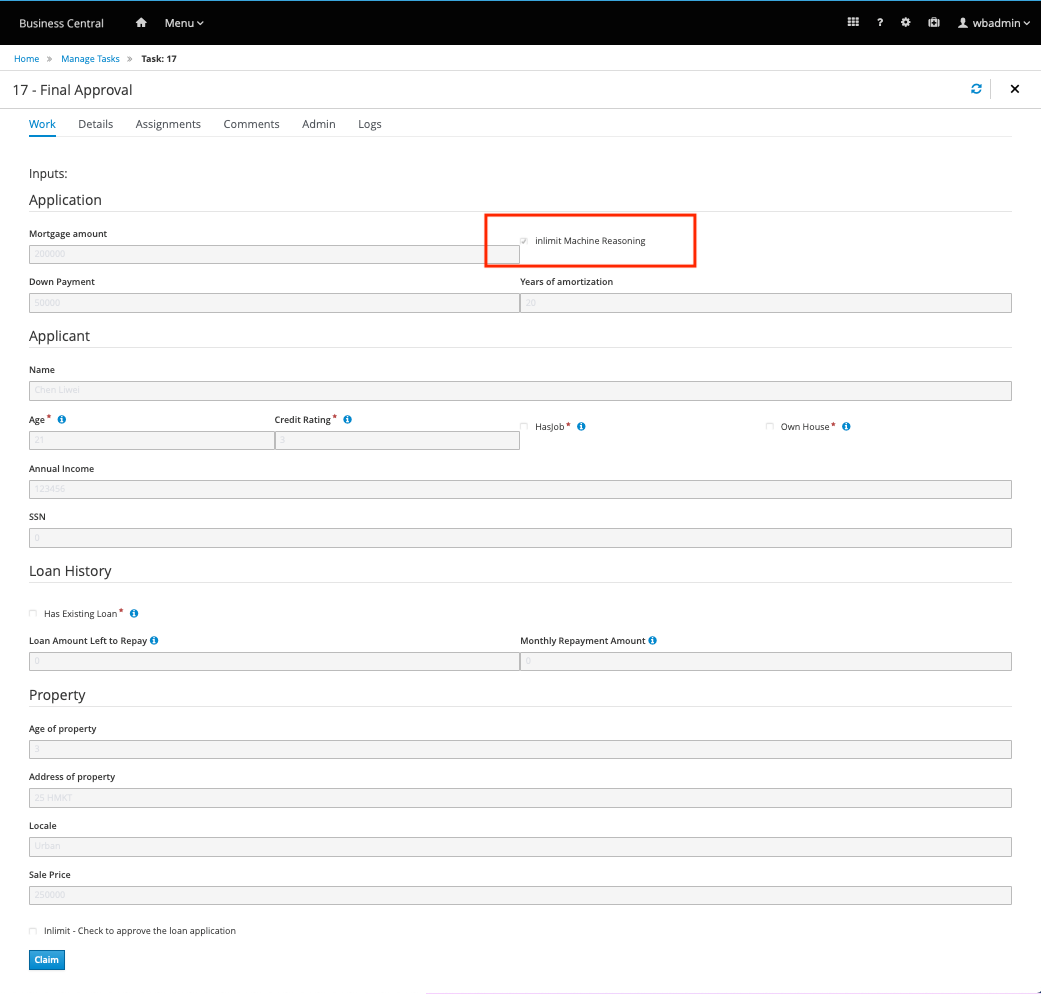 Business Central Menu wbadmin
Home » Manage Tasks » Task: 17
17 - Final Approval
Work Details Assignments Comments Admin Logs
Inputs:
Application
Mortgage amount
inlimit Machine Reasoning
200000
Down Payment Years of amortization
50000 20
Applicant
Name
Chen Liwei
Age* Credit Rating* HasJob* Own House*
21 3
Annual Income
123456
SSN
0
Loan History
Has Existing Loan*
Loan Amount Left to Repay Monthly Repayment Amount
0 0
Property
Age of property
3
Address of property
25 HMKT
Locale
Urban
Sale Price
250000
Inlimit - Check to approve the loan application
Claim